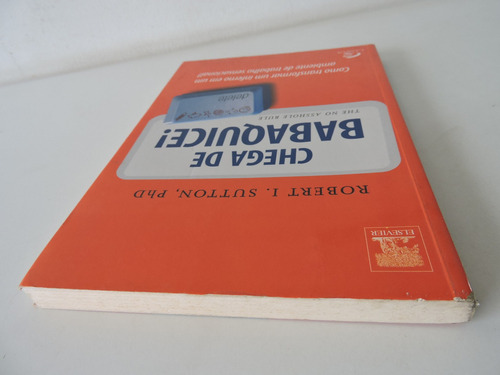 ELSEVIER
ROBERT I. SUTTON, PhD
CHEGA DE
BABAQUICE!
THE NO ASSHOLE RULE
delete
Como transformar um inferno em um
ambiente de trabalho sensacional